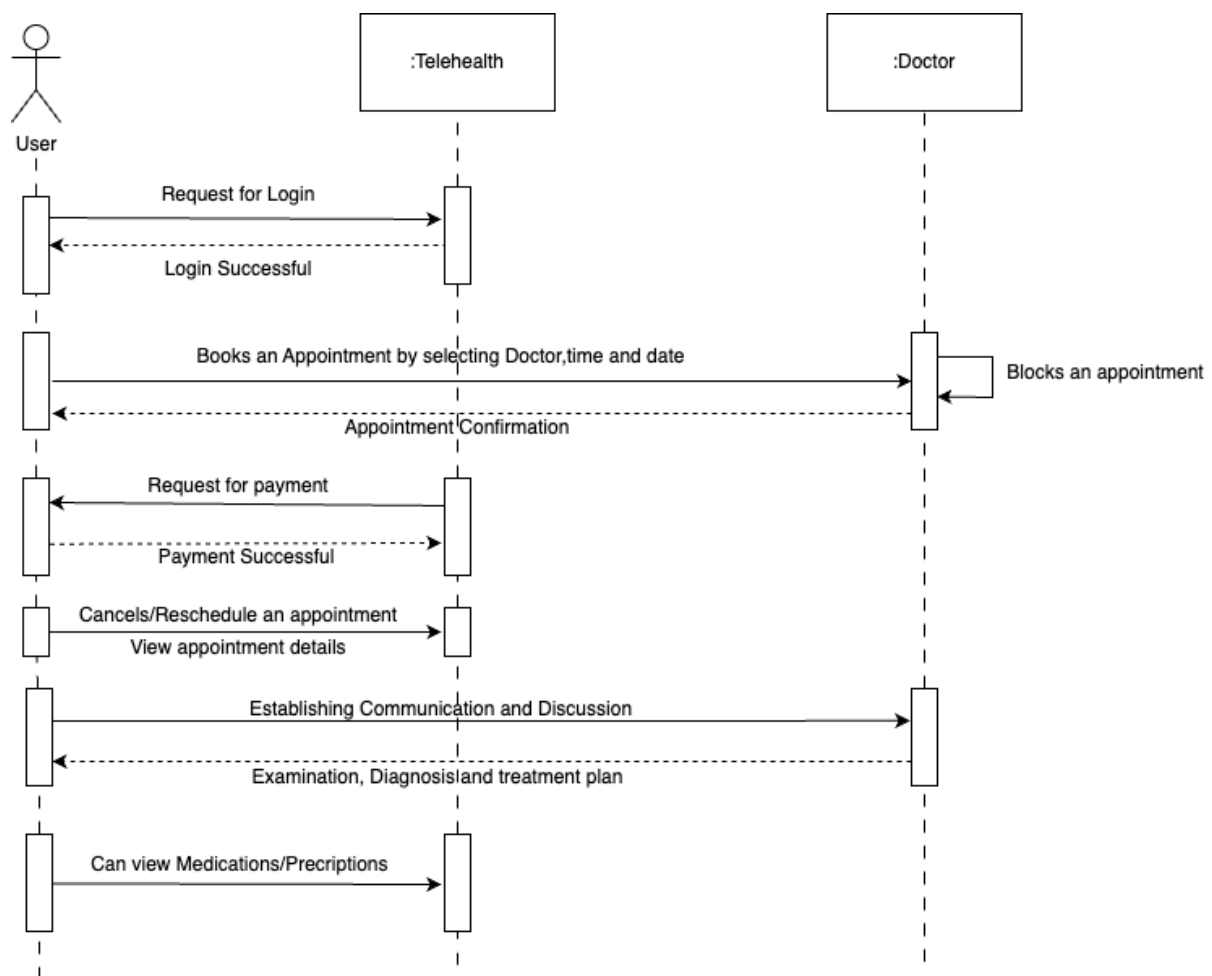 :Telehealth
:Doctor
User
Request for Login
Login Successful
Books an Appointment by selecting Doctor,time and date
Blocks an appointment
Appointment Confirmation
Request for payment
Payment Successful
Cancels/Reschedule an appointment
View appointment details
Establishing Communication and Discussion
Examination, Diagnosis and treatment plan
Can view Medications/Precriptions